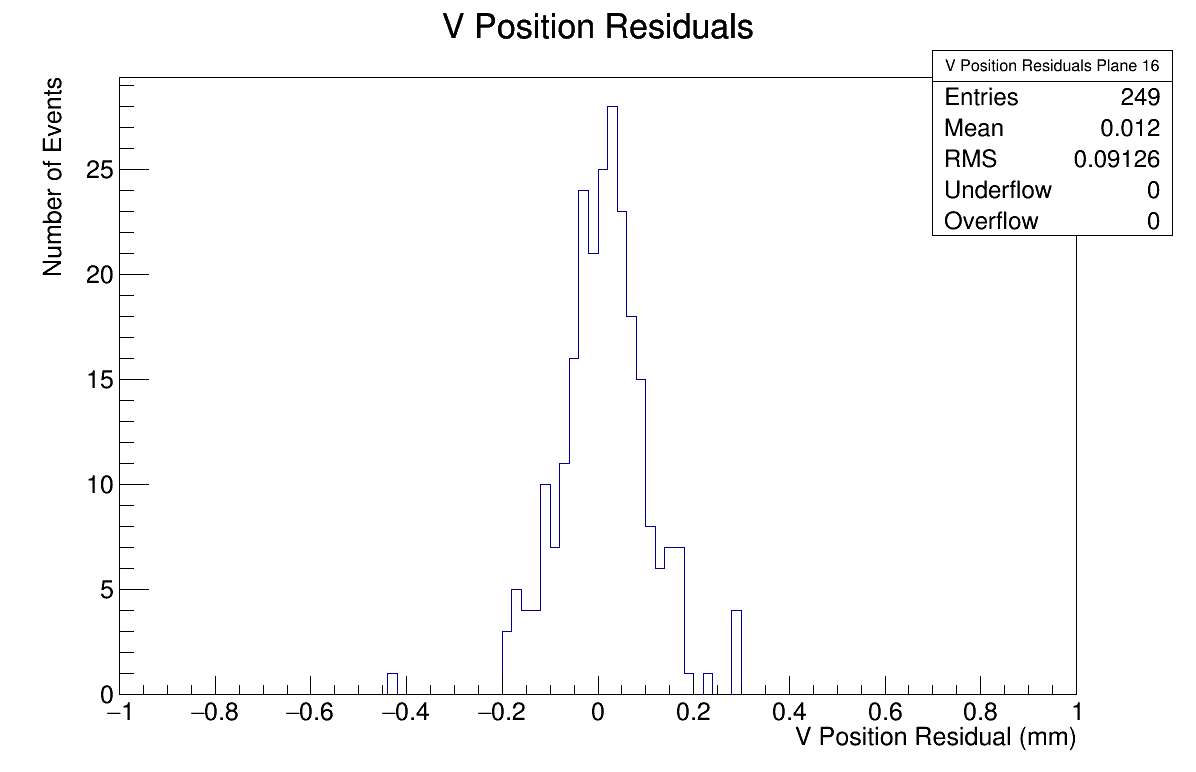 V Position Residuals
V Position Residuals Plane 16
Entries 249
Mean 0.012
RMS 0.09126
Underflow 0
Overflow 0
Number of Events
25
20
15
10
5
0
−1 −0.8 −0.6 −0.4 −0.2 0 0.2 0.4 0.6 0.8 1
V Position Residual (mm)